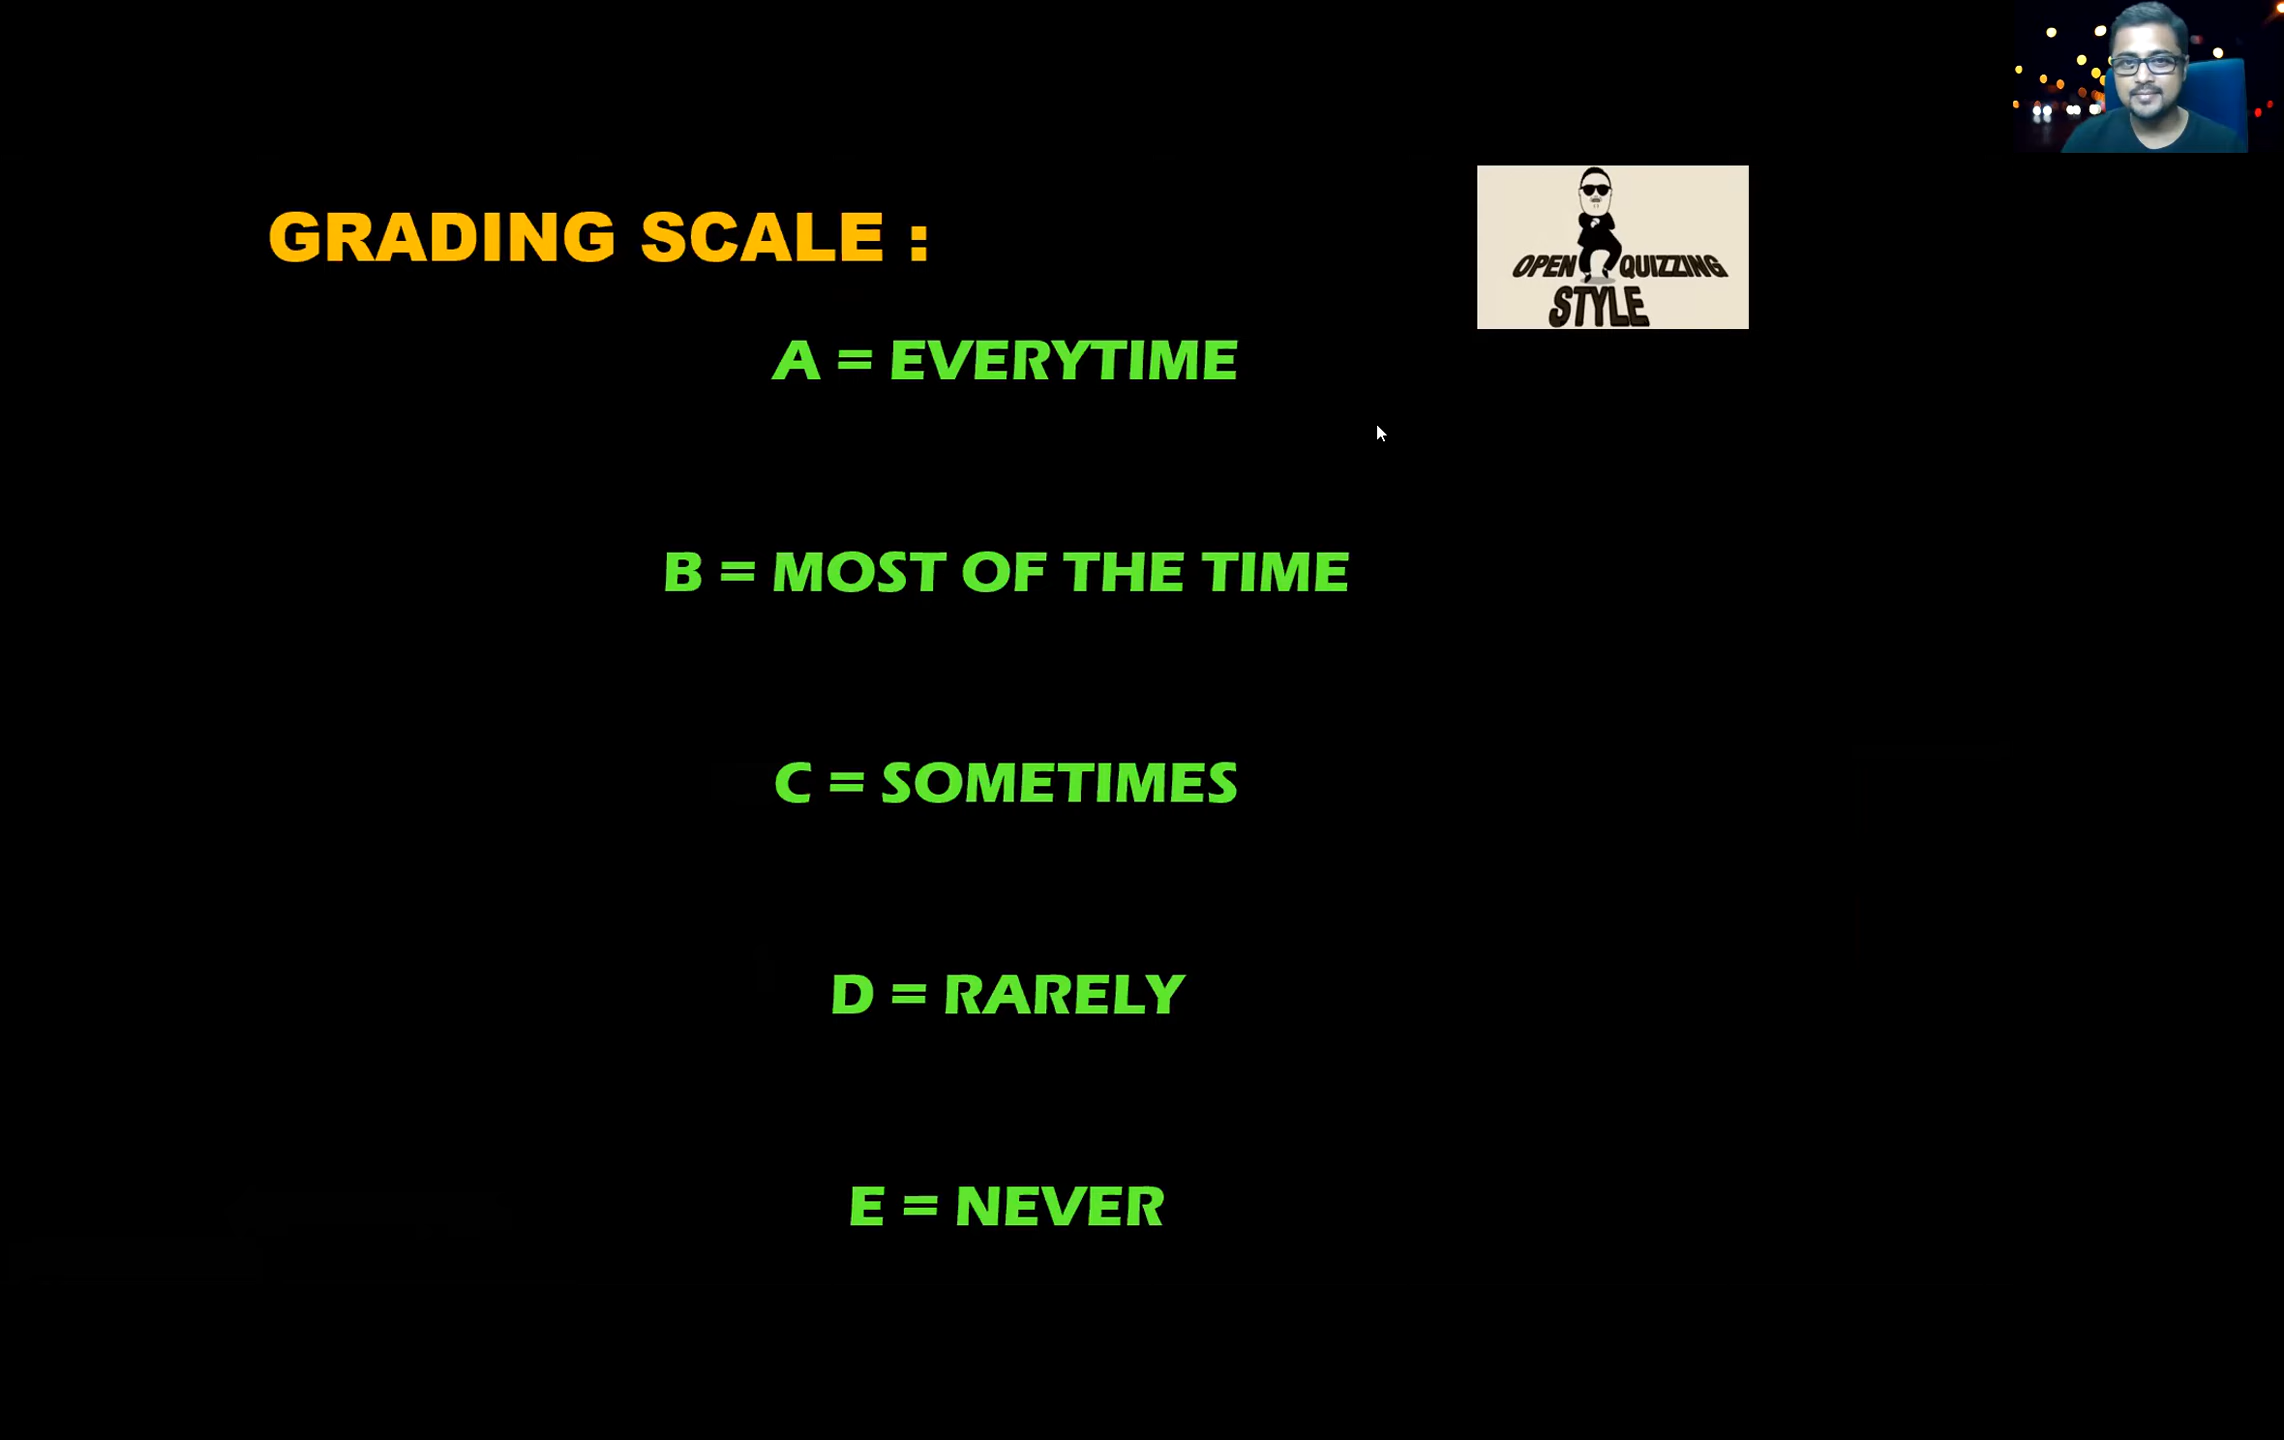 GRADING SCALE :
OPEN QUIZZING
STYLE
A = EVERYTIME
B = MOST OF THE TIME
C = SOMETIMES
D = RARELY
E = NEVER